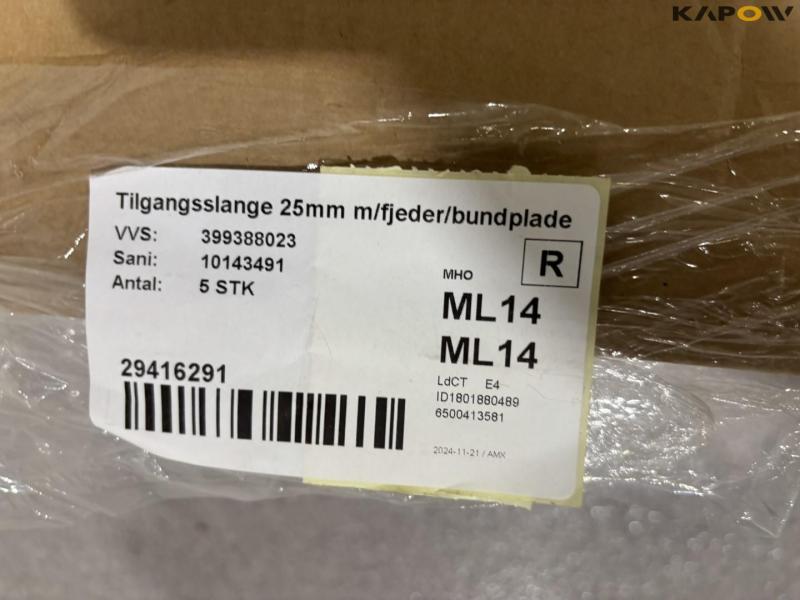 KAPOW
Tilgangsslange 25mm m/fjeder/bundplade
VVS: 399388023
Sani: 10143491
Antal: 5 STK
R
MHO
ML14
ML14
29416291
LdCT E4
ID1801880489
6500413581
2024-11-21 / AMX